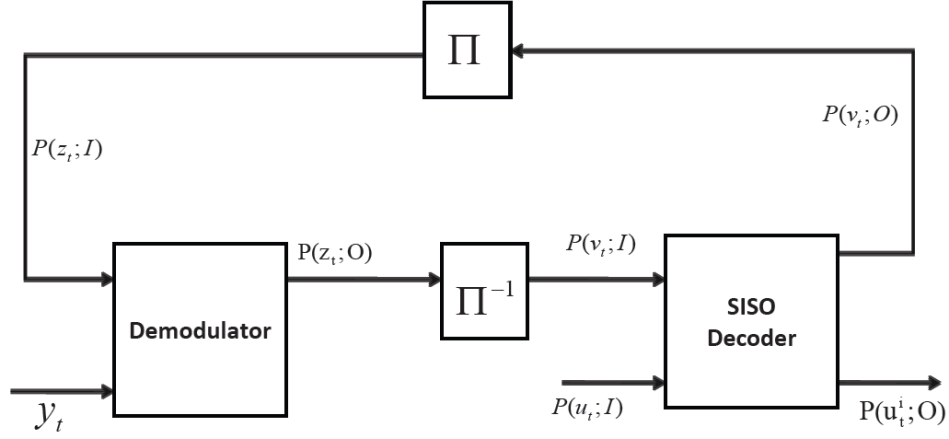 Π
P(z_t;I)
P(v_t;O)
P(z_t;O)
P(v_t;I)
Demodulator
Π^{-1}
SISO
Decoder
y_t
P(u_t;I)
P(u_t^i;O)